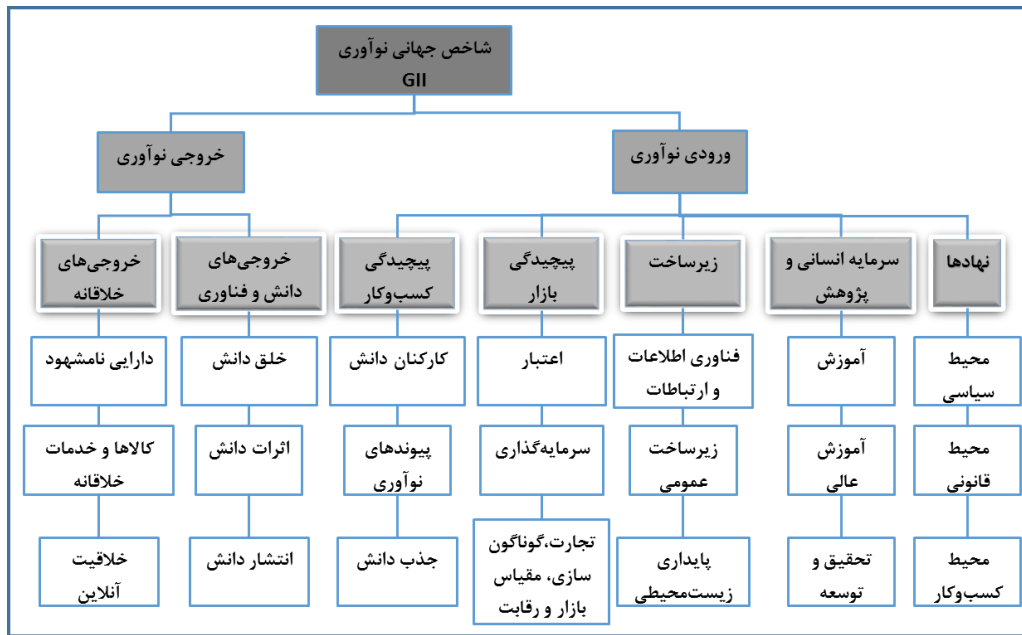 شاخص جهانی نوآوری
GII
ورودی نوآوری
خروجی نوآوری
نهادها
سرمایه انسانی و
پژوهش
زیرساخت
پیچیدگی
بازار
پیچیدگی
کسب‌وکار
خروجی‌های
دانش و فناوری
خروجی‌های
خلاقانه
محیط
سیاسی
آموزش
فناوری اطلاعات
و ارتباطات
اعتبار
کارکنان دانش
خلق دانش
دارایی نامشهود
محیط
قانونی
آموزش
عالی
زیرساخت
عمومی
سرمایه‌گذاری
پیوندهای
نوآوری
اثرات دانش
کالاها و خدمات
خلاقانه
محیط
کسب‌وکار
تحقیق و
توسعه
پایداری
زیست‌محیطی
تجارت،گوناگون
سازی، مقیاس
بازار و رقابت
جذب دانش
انتشار دانش
خلاقیت
آنلاین